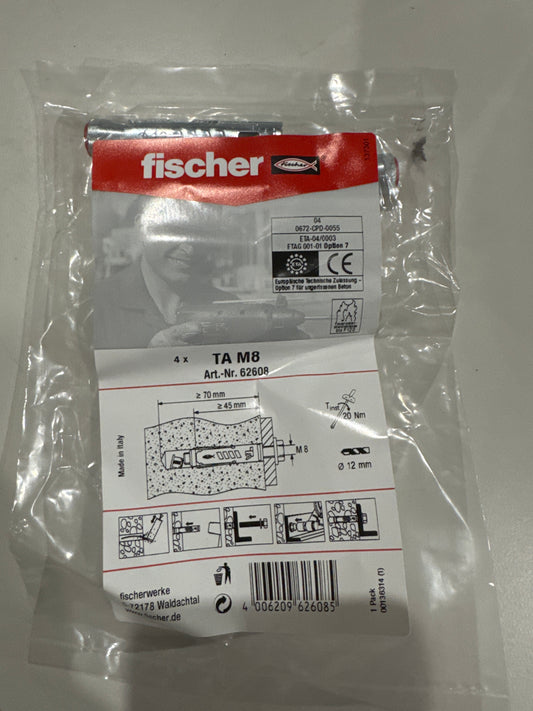 fischer
fischer
04
0672-CPD-0055
ETA-04/0003
ETAG 001-01 Option 7
CE
Europäische Technische Zulassung -
Option 7 für ungerissenen Beton
4 x TA M8
Art.-Nr. 62608
≥ 70 mm
≥ 45 mm
Tinst
20 Nm
M 8
Ø 12 mm
Made in Italy
fischerwerke
72178 Waldachtal
www.fischer.de
4 006209 626085
1 Pack
00136314 (1)